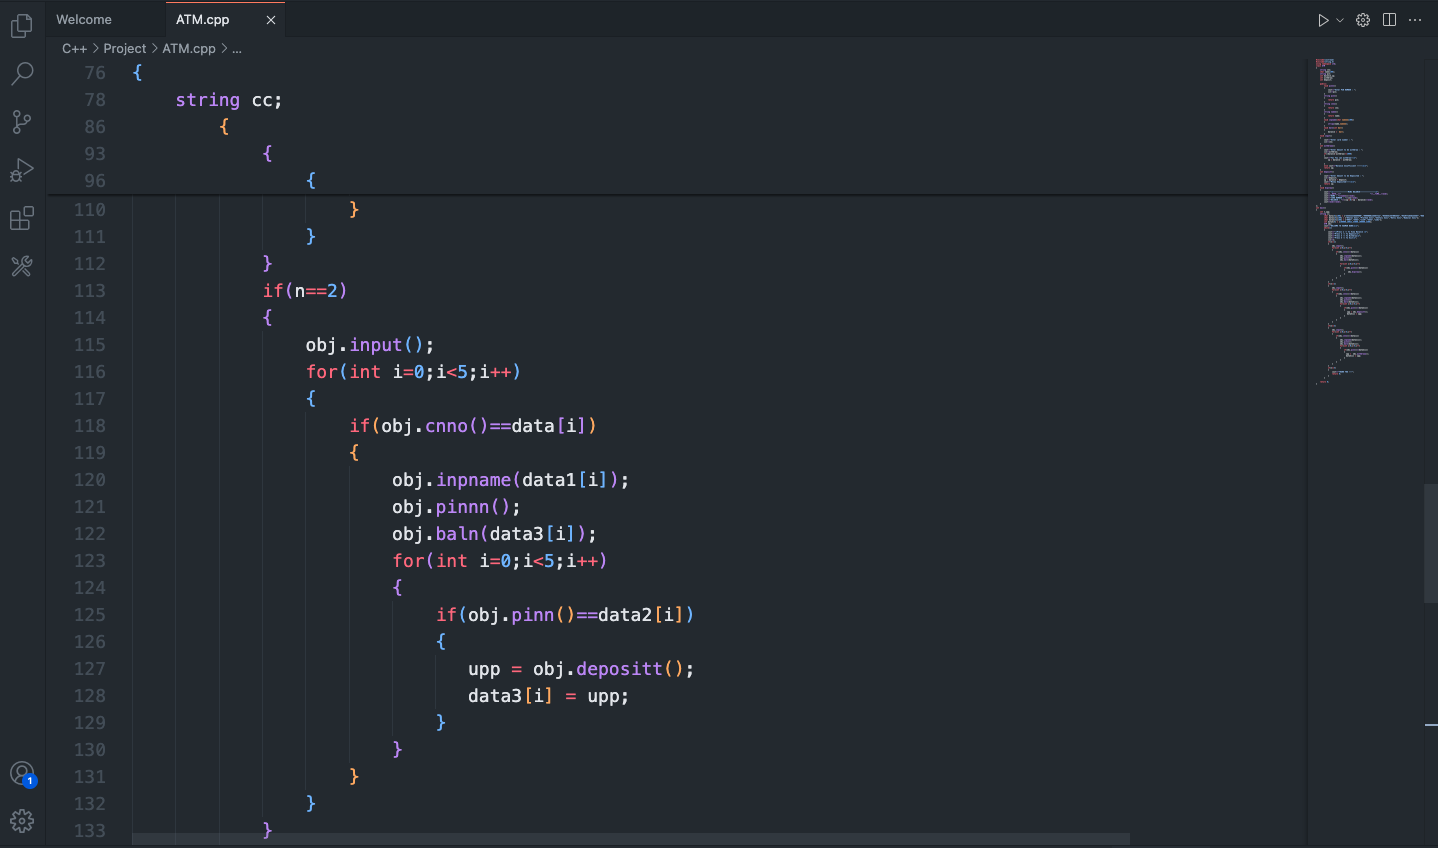 Welcome
ATM.cpp
C++ > Project > ATM.cpp > ...
76 {
78 string cc;
86 {
93 {
96 {
110 }
111 }
112 }
113 if(n==2)
114 {
115 obj.input();
116 for(int i=0;i<5;i++)
117 {
118 if(obj.cnno()==data[i])
119 {
120 obj.inpname(data1[i]);
121 obj.pinnn();
122 obj.baln(data3[i]);
123 for(int i=0;i<5;i++)
124 {
125 if(obj.pinn()==data2[i])
126 {
127 upp = obj.depositt();
128 data3[i] = upp;
129 }
130 }
131 }
132 }
133 }
1